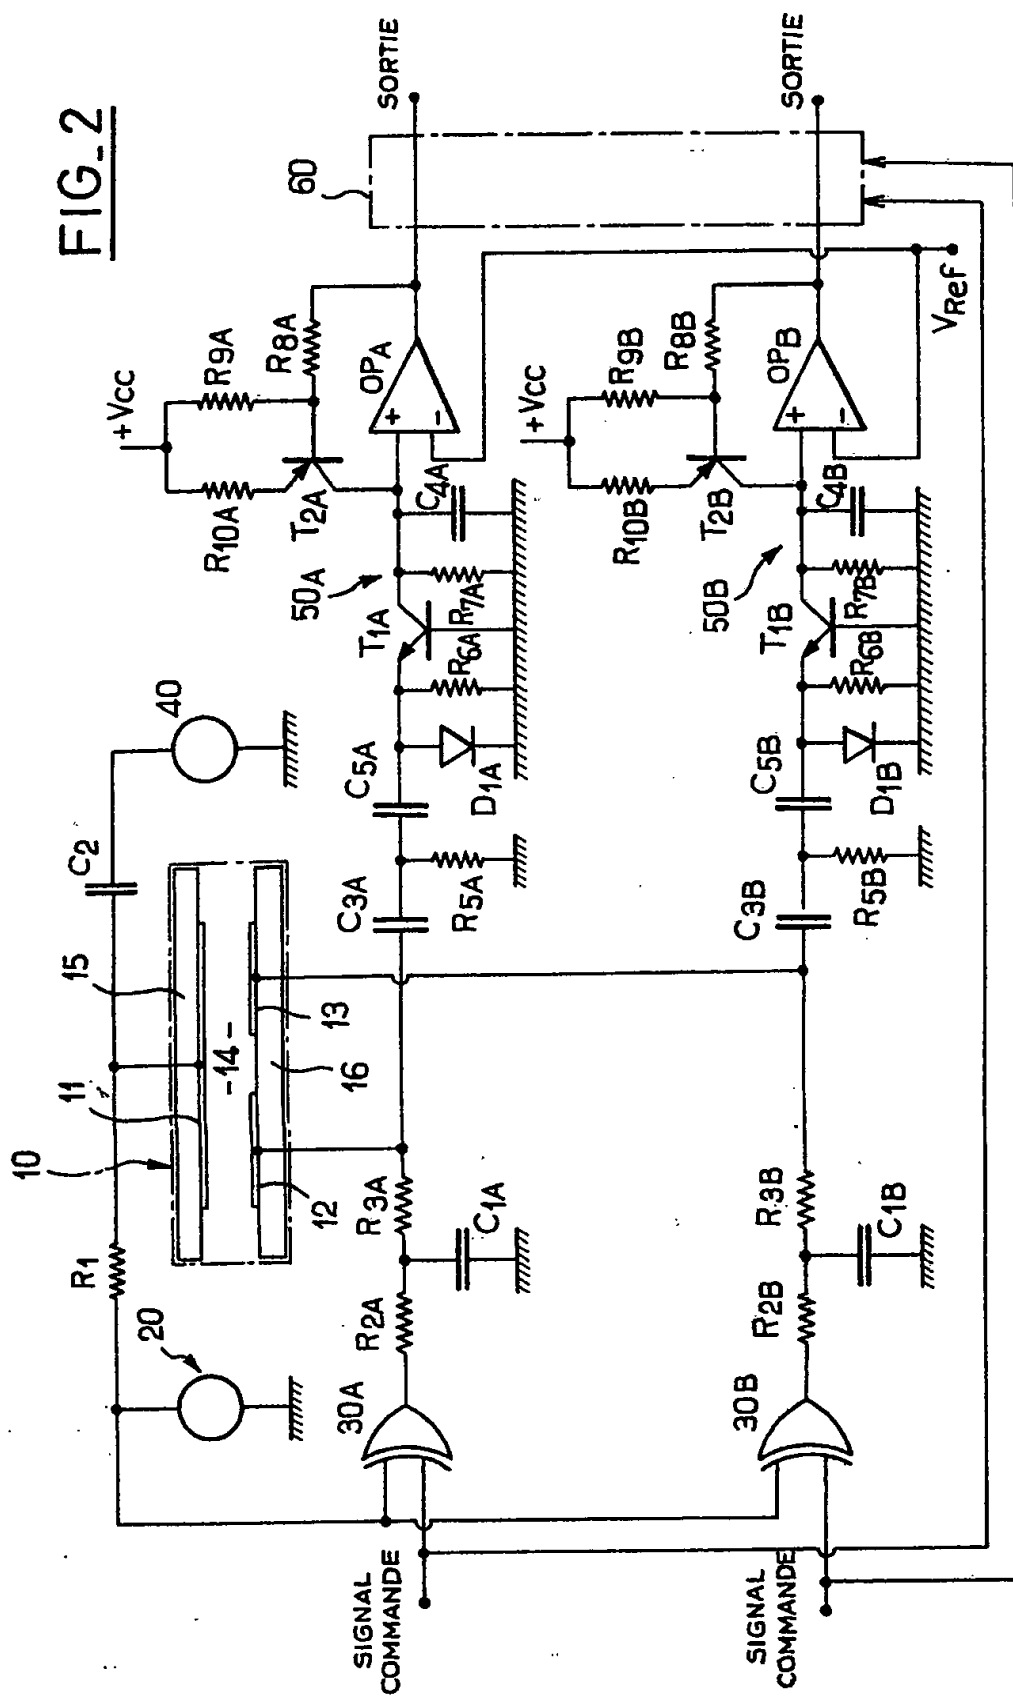 FIG_2
10
11
15
C2
40
R1
20
-14-
13
16
12
SIGNAL
COMMANDE
30A
R2A
C1A
R3A
C3A
R5A
C5A
D1A
R6A
T1A
R7A
50A
C4A
R10A
T2A
+VCC
R9A
R8A
OPA
+
-
60
SORTIE
SIGNAL
COMMANDE
30B
R2B
C1B
R3B
C3B
R5B
C5B
D1B
R6B
T1B
R7B
50B
C4B
R10B
T2B
+VCC
R9B
R8B
OPB
+
-
VRef
SORTIE